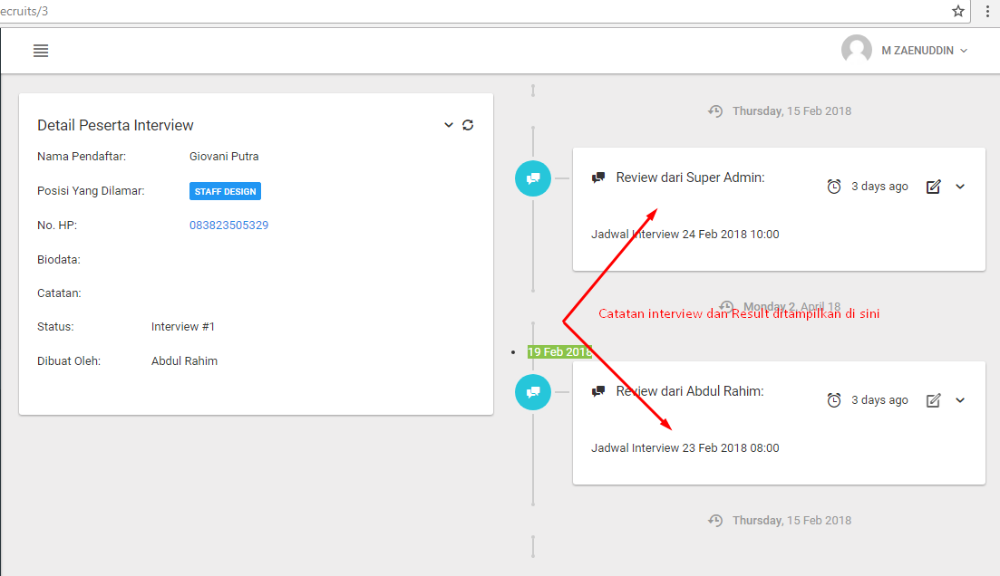 ecruits/3
M ZAENUDDIN
Detail Peserta Interview
Nama Pendaftar: Giovani Putra
Posisi Yang Dilamar: STAFF DESIGN
No. HP: 083823505329
Biodata:
Catatan:
Status: Interview #1
Dibuat Oleh: Abdul Rahim
Thursday, 15 Feb 2018
Review dari Super Admin:
3 days ago
Jadwal Interview 24 Feb 2018 10:00
Monday 2, April 18
Catatan interview dan Result ditampilkan di sini
19 Feb 2018
Review dari Abdul Rahim:
3 days ago
Jadwal Interview 23 Feb 2018 08:00
Thursday, 15 Feb 2018